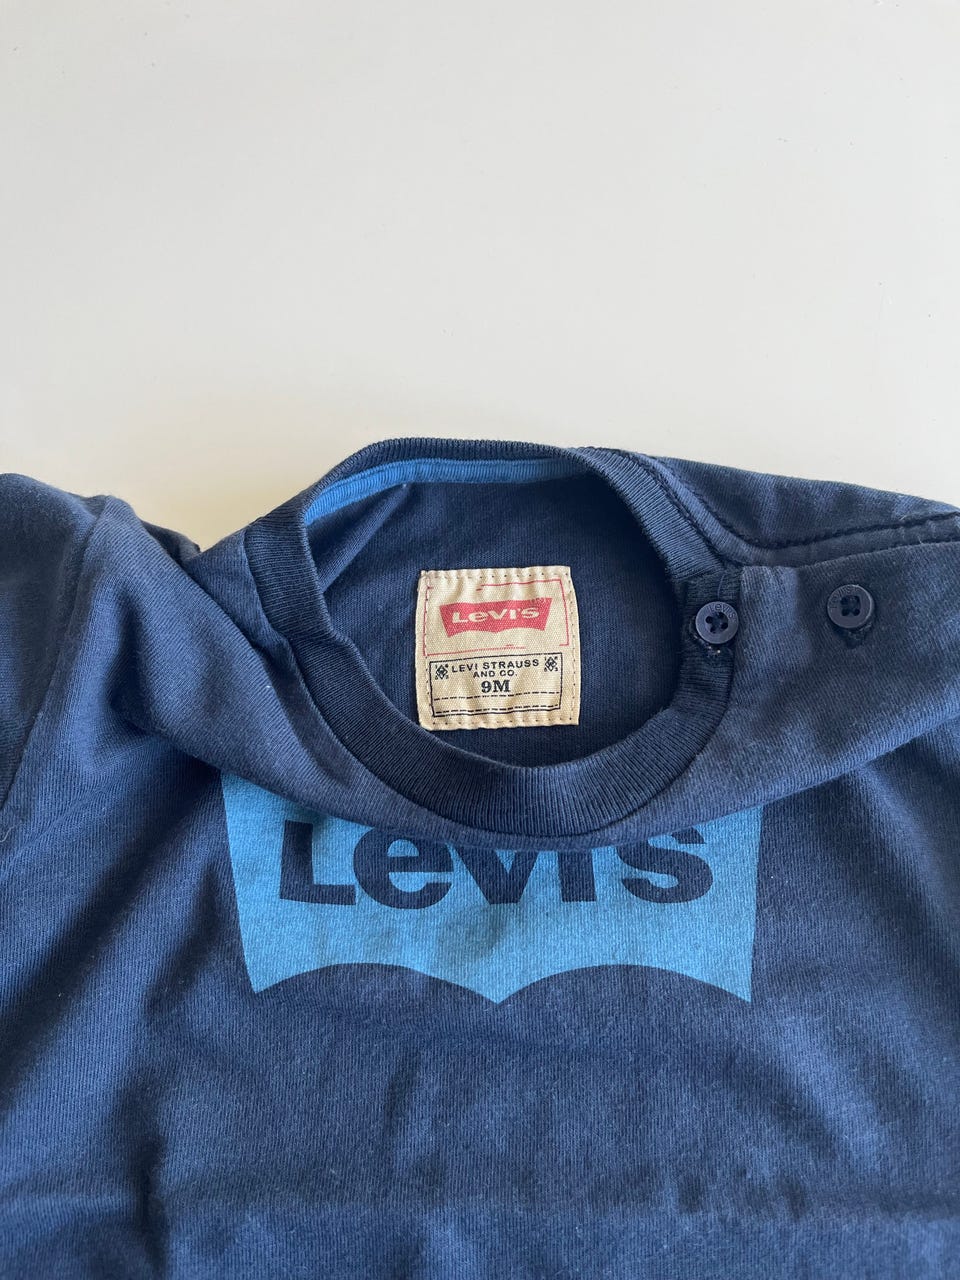 Levi's
LEVI STRAUSS
AND CO.
9M
Levi's